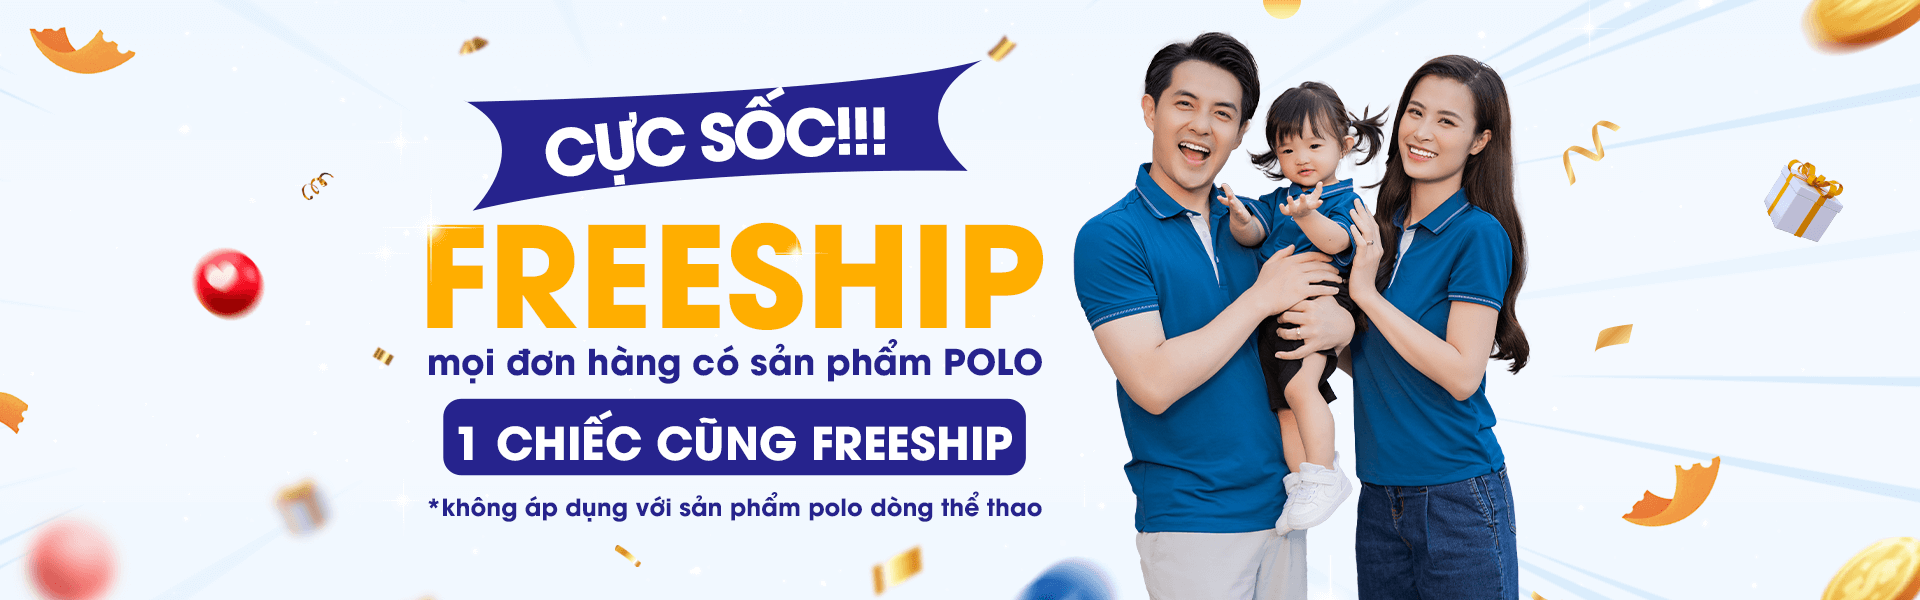 CỰC SỐC!!!
FREESHIP
mọi đơn hàng có sản phẩm POLO
1 CHIẾC CŨNG FREESHIP
*không áp dụng với sản phẩm polo dòng thể thao